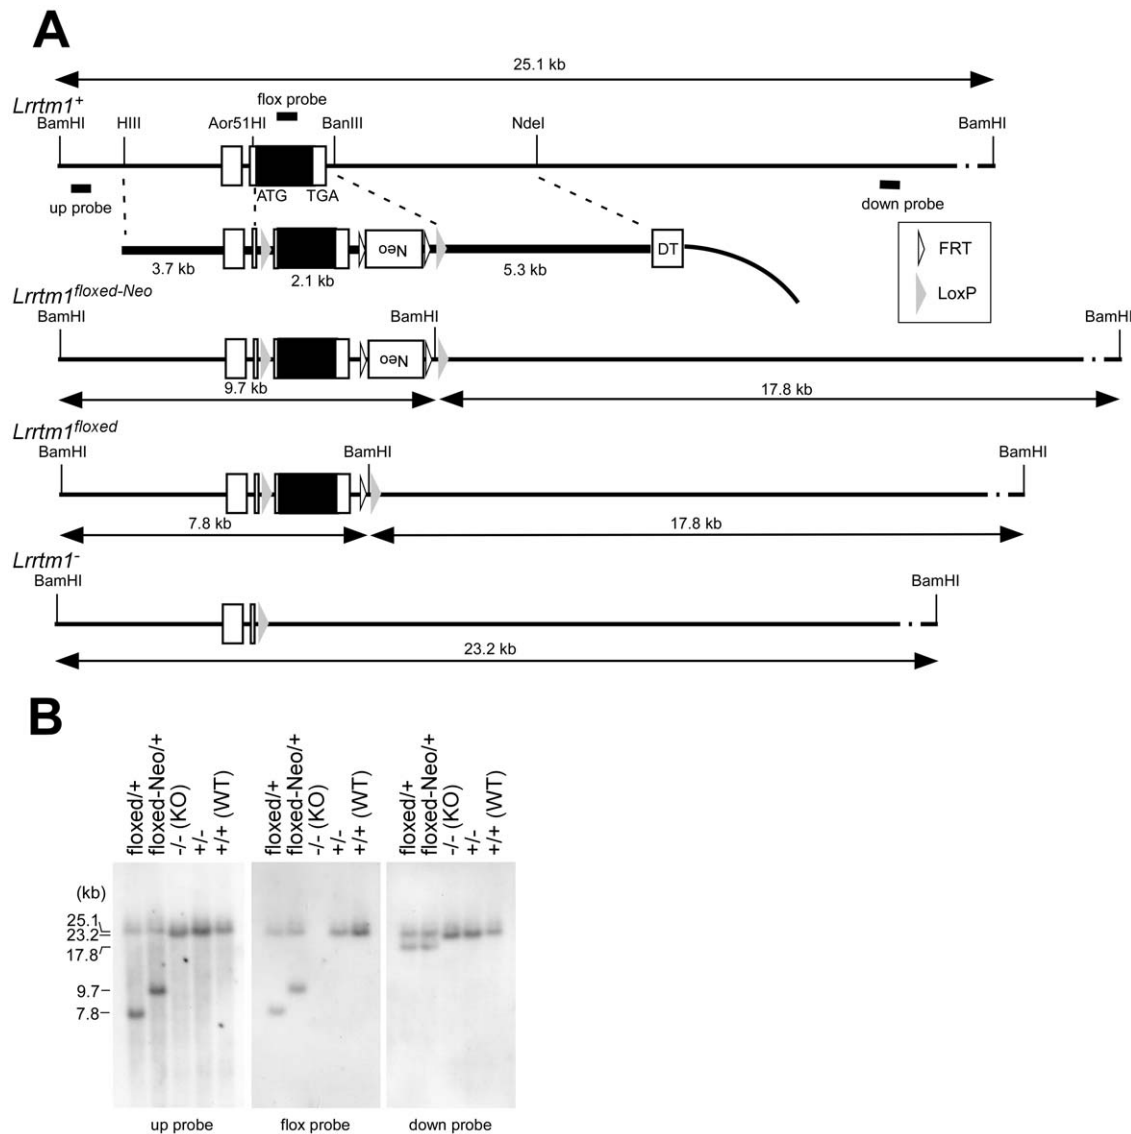 A
25.1 kb
Lrrtm1+
flox probe
BamHI HIII Aor51HI BanIII NdeI BamHI
ATG TGA
up probe down probe
Neo DT
3.7 kb 2.1 kb 5.3 kb
FRT
LoxP
Lrrtm1floxed-Neo
BamHI BamHI BamHI
Neo
9.7 kb 17.8 kb
Lrrtm1floxed
BamHI BamHI BamHI
7.8 kb 17.8 kb
Lrrtm1-
BamHI BamHI
23.2 kb
B
floxed/+ floxed-Neo/+ -/- (KO) +/- +/+ (WT)
floxed/+ floxed-Neo/+ -/- (KO) +/- +/+ (WT)
floxed/+ floxed-Neo/+ -/- (KO) +/- +/+ (WT)
(kb)
25.1
23.2
17.8
9.7
7.8
up probe flox probe down probe